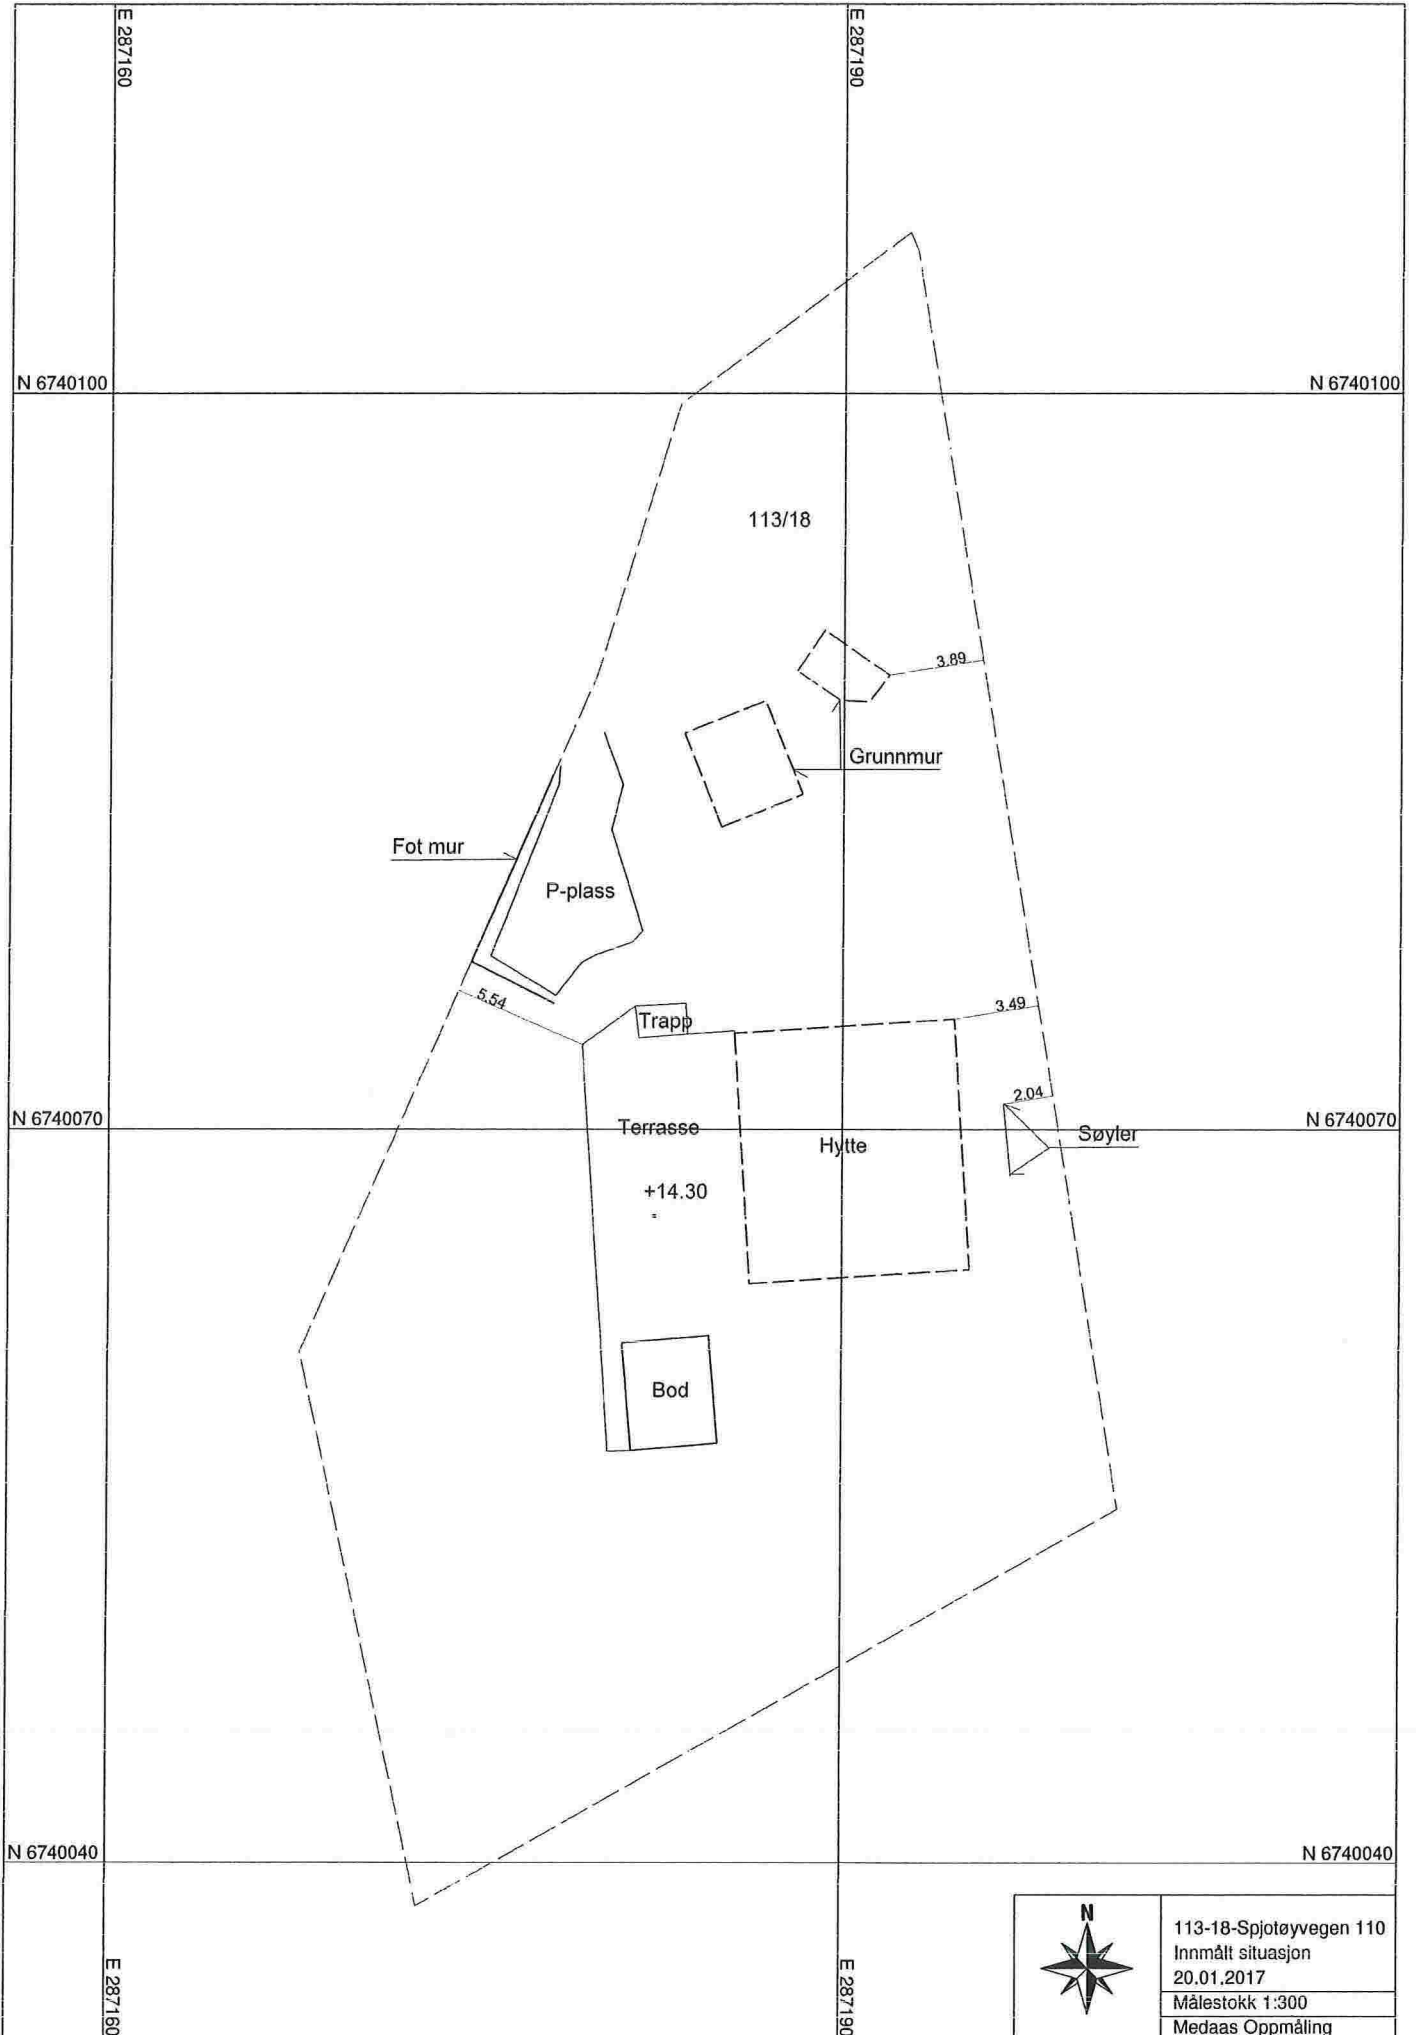 E 287160
E 287190
N 6740100
N 6740100
113/18
3.89
Grunnmur
Fot mur
P-plass
5.54
Trapp
3.49
2.04
N 6740070
N 6740070
Terrasse
Hytte
Søyler
+14.30
Bod
N 6740040
N 6740040
E 287160
E 287190
N
113-18-Spjotøyvegen 110
Innmålt situasjon
20.01.2017
Målestokk 1:300
Medaas Oppmåling